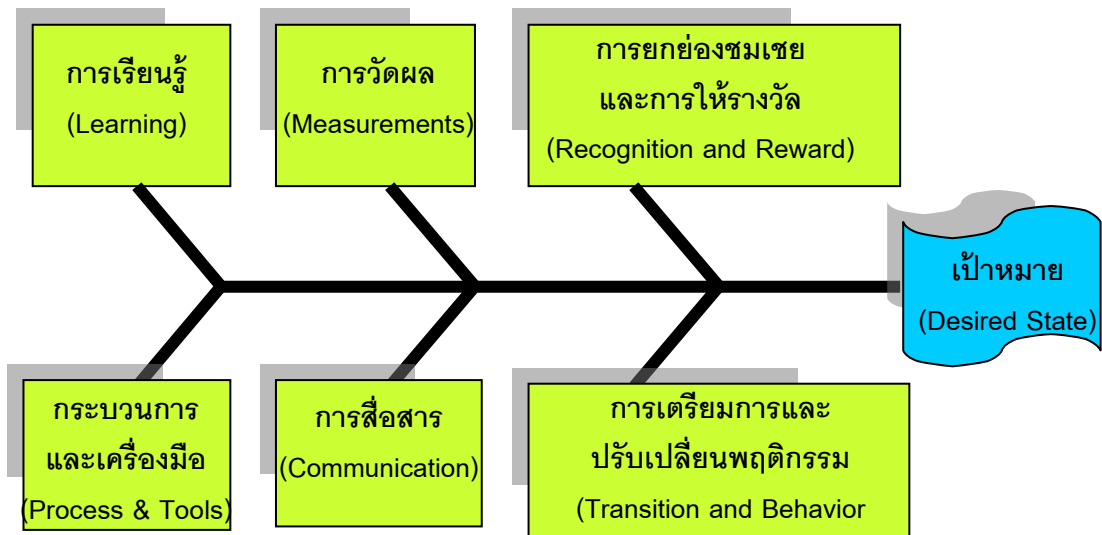 การเรียนรู้
(Learning)
การวัดผล
(Measurements)
การยกย่องชมเชย
และการให้รางวัล
(Recognition and Reward)
เป้าหมาย
(Desired State)
กระบวนการ
และเครื่องมือ
(Process & Tools)
การสื่อสาร
(Communication)
การเตรียมการและ
ปรับเปลี่ยนพฤติกรรม
(Transition and Behavior